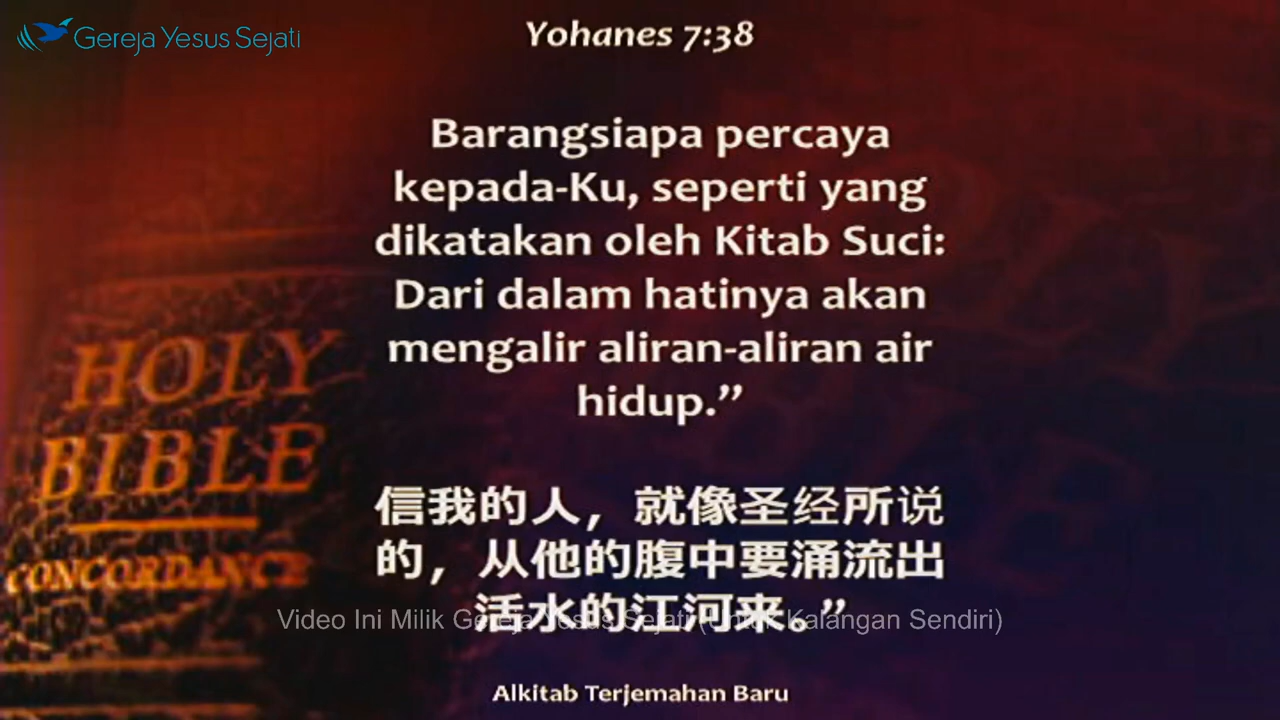 Gereja Yesus Sejati
Yohanes 7:38
Barangsiapa percaya
kepada-Ku, seperti yang
dikatakan oleh Kitab Suci:
Dari dalam hatinya akan
mengalir aliran-aliran air
hidup.”
HOLY
BIBLE
CONCORDANCE
信我的人，就像圣经所说
的，从他的腹中要涌流出
活水的江河来。”
Video Ini Milik Gereja Yesus Sejati (Untuk Kalangan Sendiri)
Alkitab Terjemahan Baru